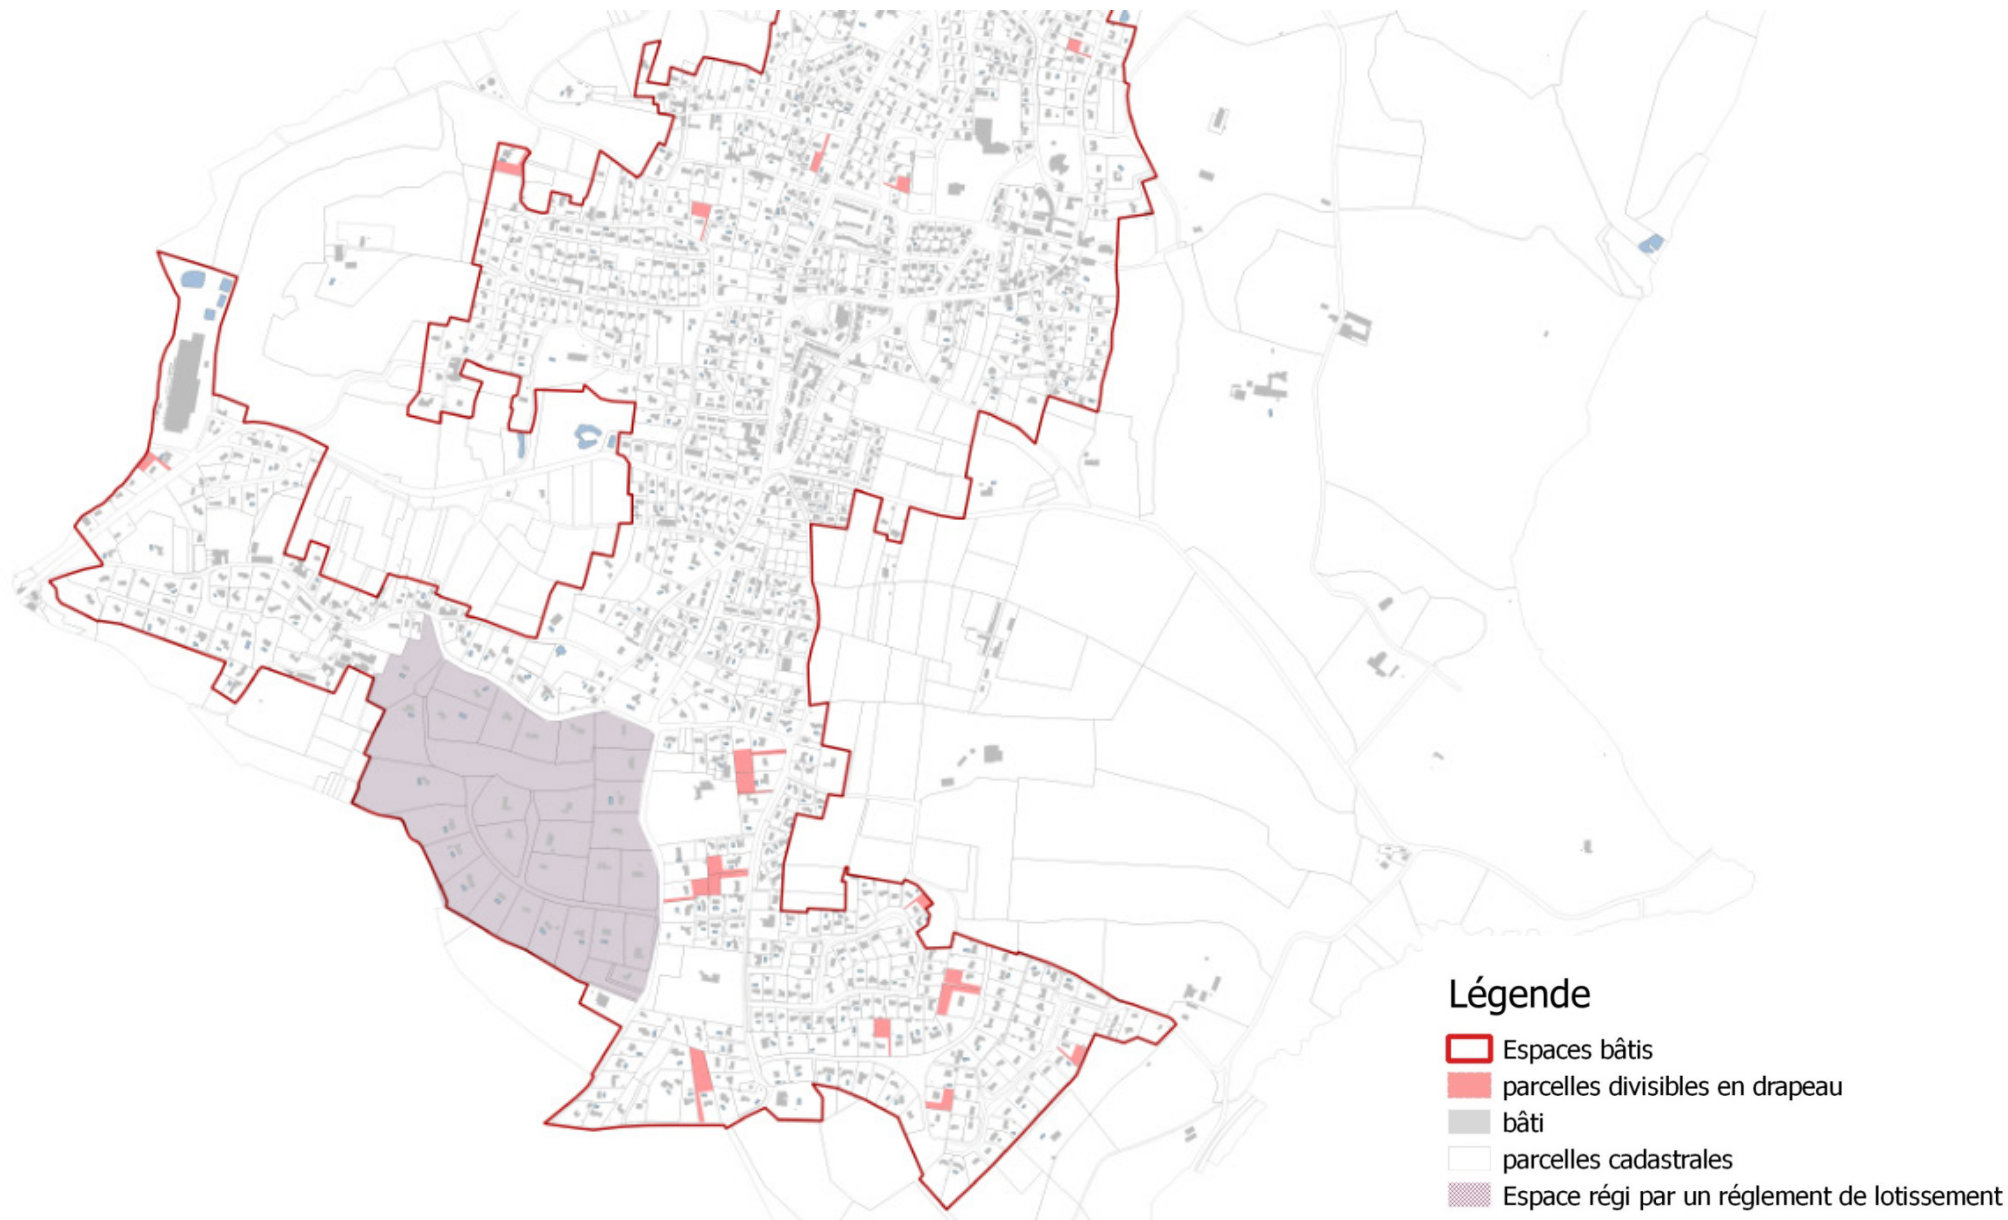 Légende
Espaces bâtis
parcelles divisibles en drapeau
bâti
parcelles cadastrales
Espace régi par un réglement de lotissement